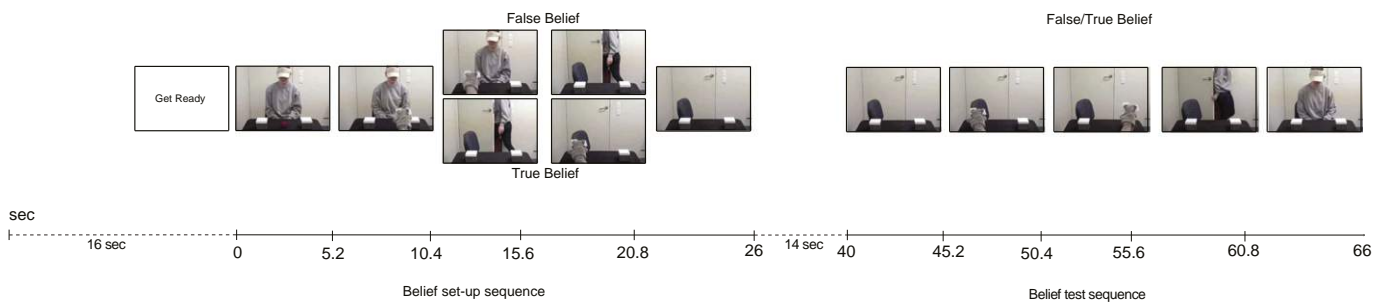 False Belief
False/True Belief
Get Ready
True Belief
sec
16 sec
14 sec
0
5.2
10.4
15.6
20.8
26
40
45.2
50.4
55.6
60.8
66
Belief set-up sequence
Belief test sequence